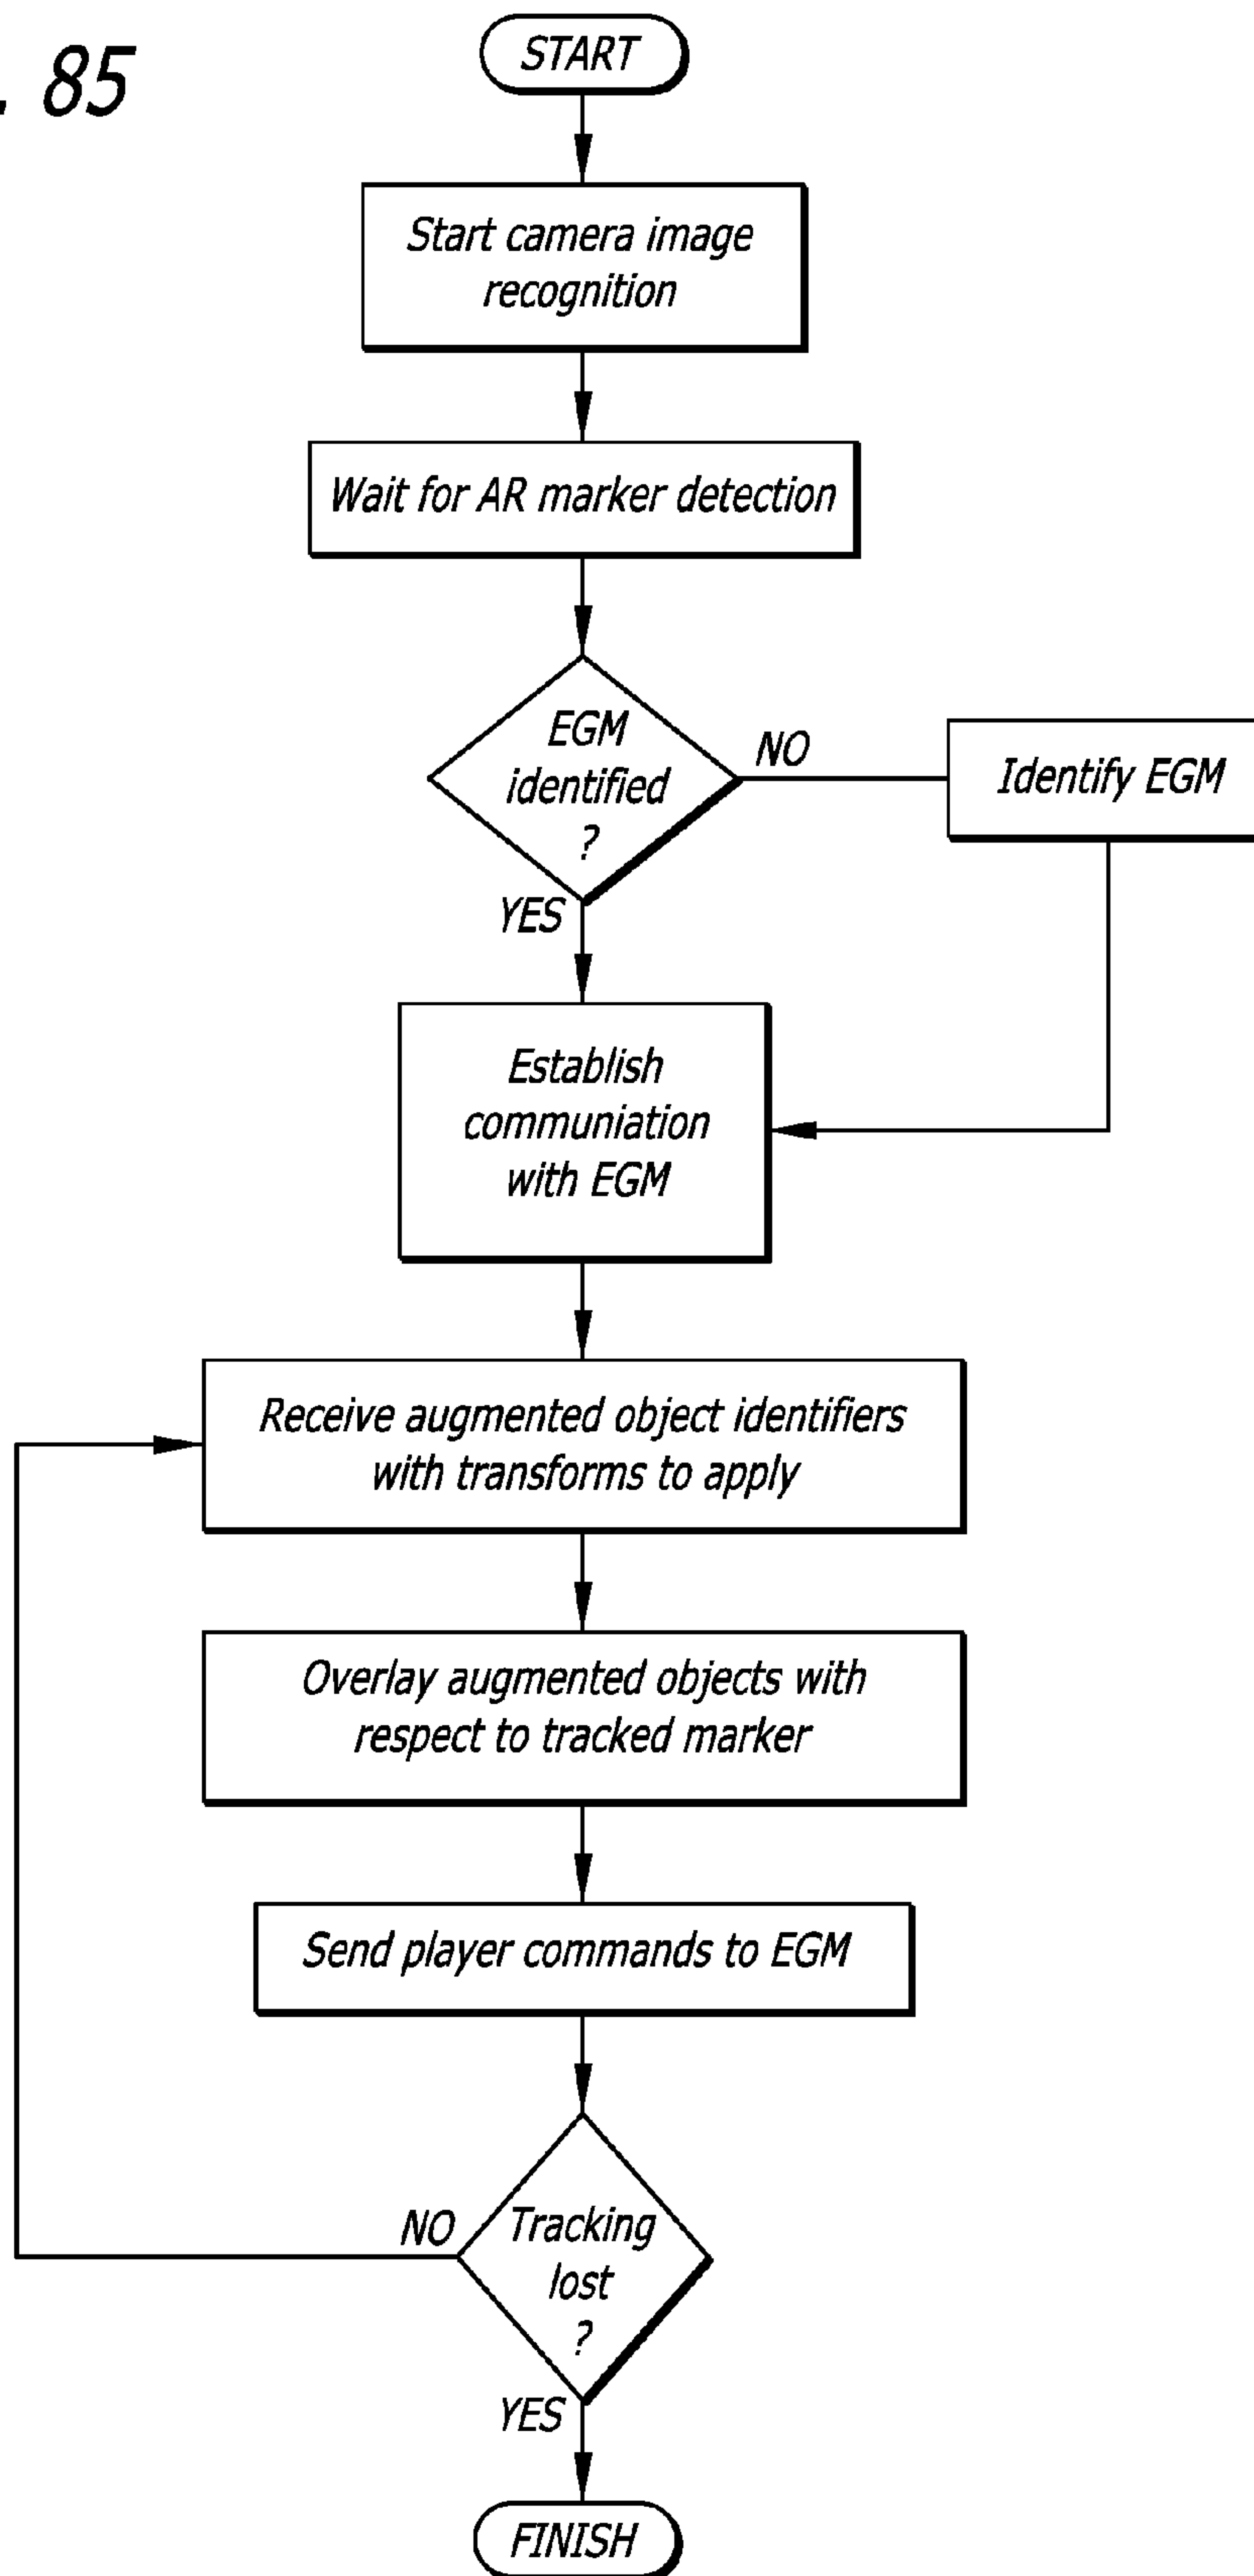 . 85
START
Start camera image
recognition
Wait for AR marker detection
EGM
identified
?
NO
Identify EGM
YES
Establish
communiation
with EGM
Receive augmented object identifiers
with transforms to apply
Overlay augmented objects with
respect to tracked marker
Send player commands to EGM
NO
Tracking
lost
?
YES
FINISH